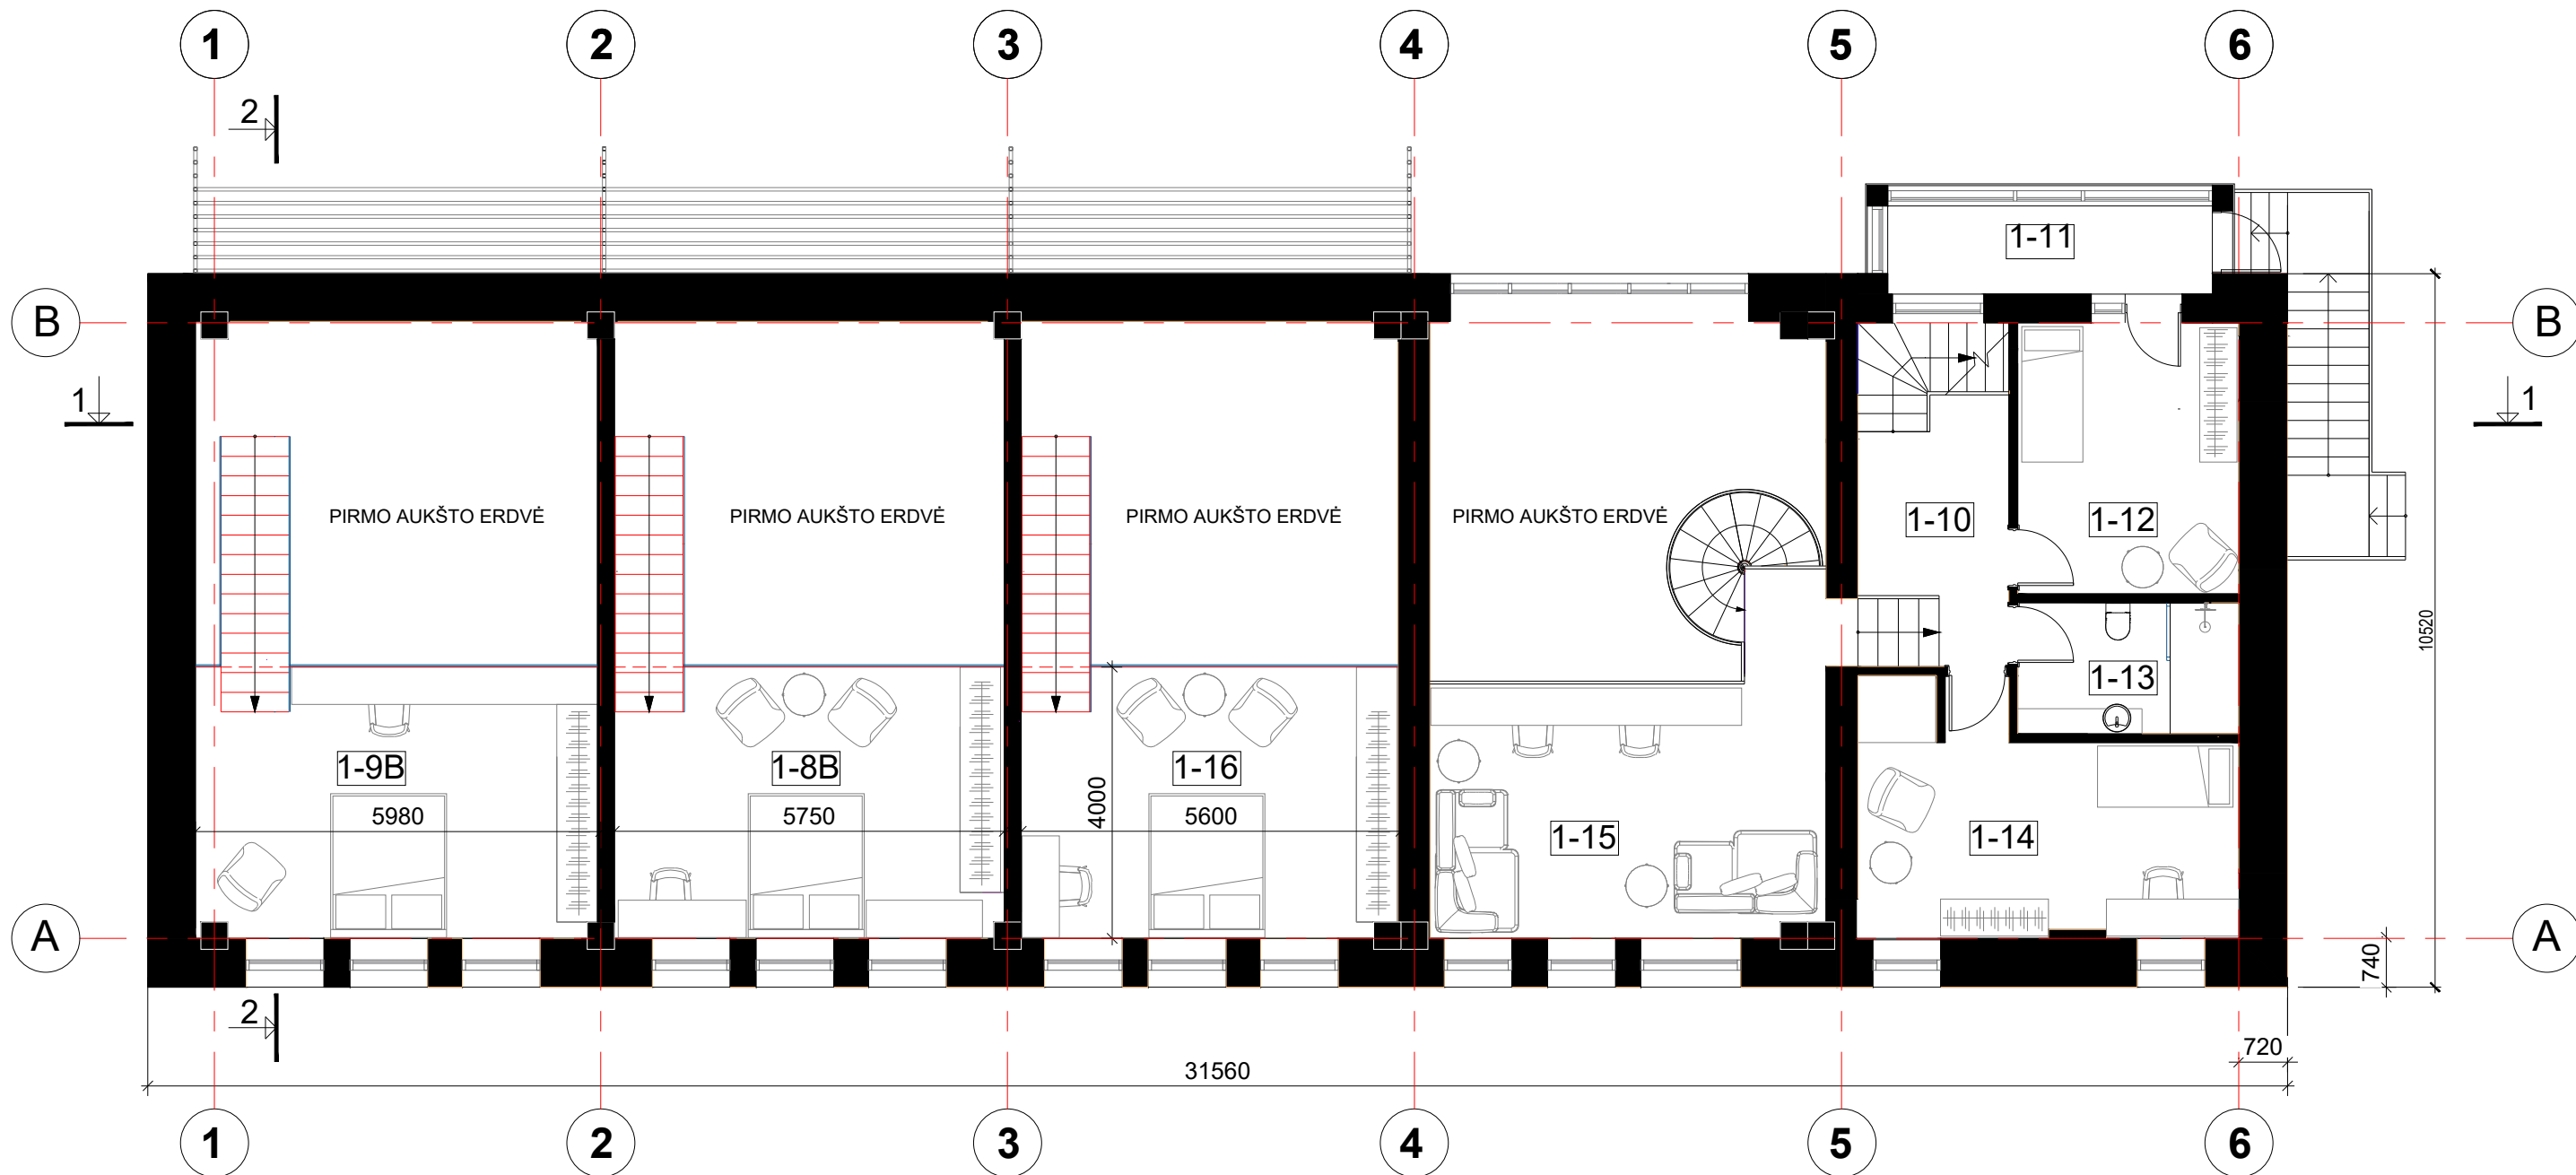 1 2 3 4 5 6
2
1-11
B B
1 1
PIRMO AUKŠTO ERDVĖ PIRMO AUKŠTO ERDVĖ PIRMO AUKŠTO ERDVĖ PIRMO AUKŠTO ERDVĖ
1-10 1-12
10520
1-13
1-9B 1-8B 1-16
4000
5980 5750 5600
1-15 1-14
A A
740
2
720
31560
1 2 3 4 5 6